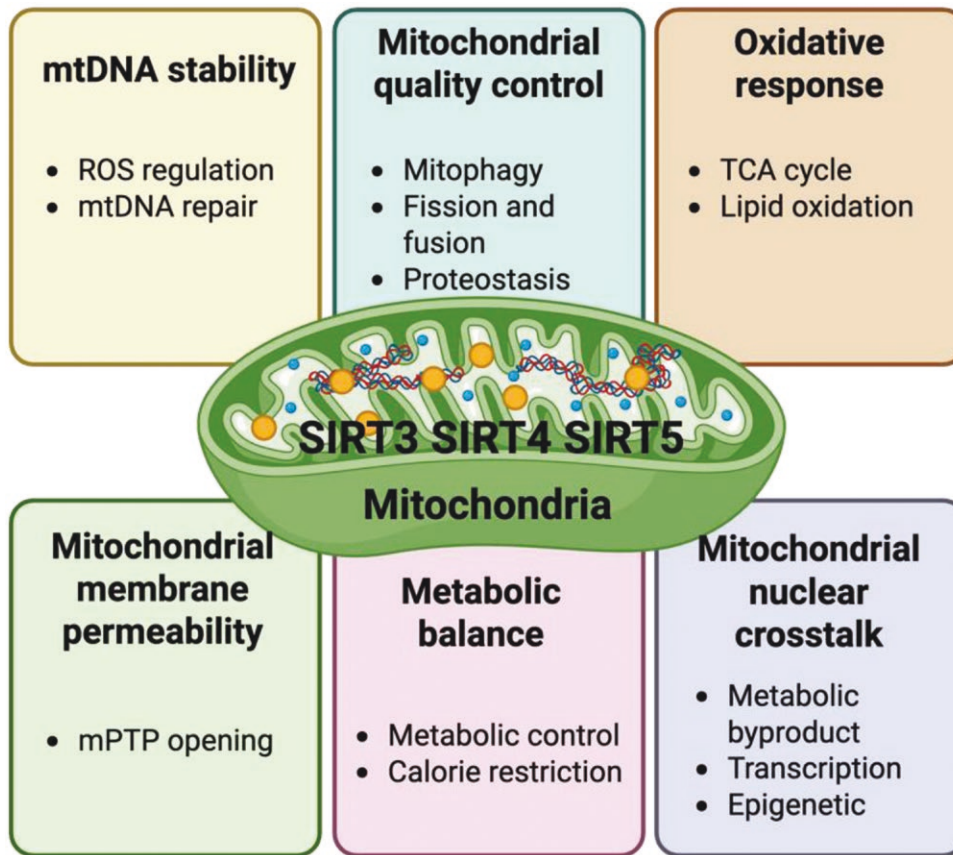 mtDNA stability
• ROS regulation
• mtDNA repair
Mitochondrial
quality control
• Mitophagy
• Fission and
fusion
• Proteostasis
Oxidative
response
• TCA cycle
• Lipid oxidation
SIRT3 SIRT4 SIRT5
Mitochondria
Mitochondrial
membrane
permeability
• mPTP opening
Metabolic
balance
• Metabolic control
• Calorie restriction
Mitochondrial
nuclear
crosstalk
• Metabolic
byproduct
• Transcription
• Epigenetic